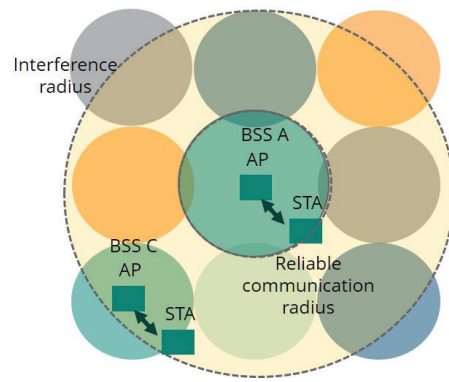 Interference
radius
BSS A
AP
STA
BSS C
AP
STA
Reliable
communication
radius